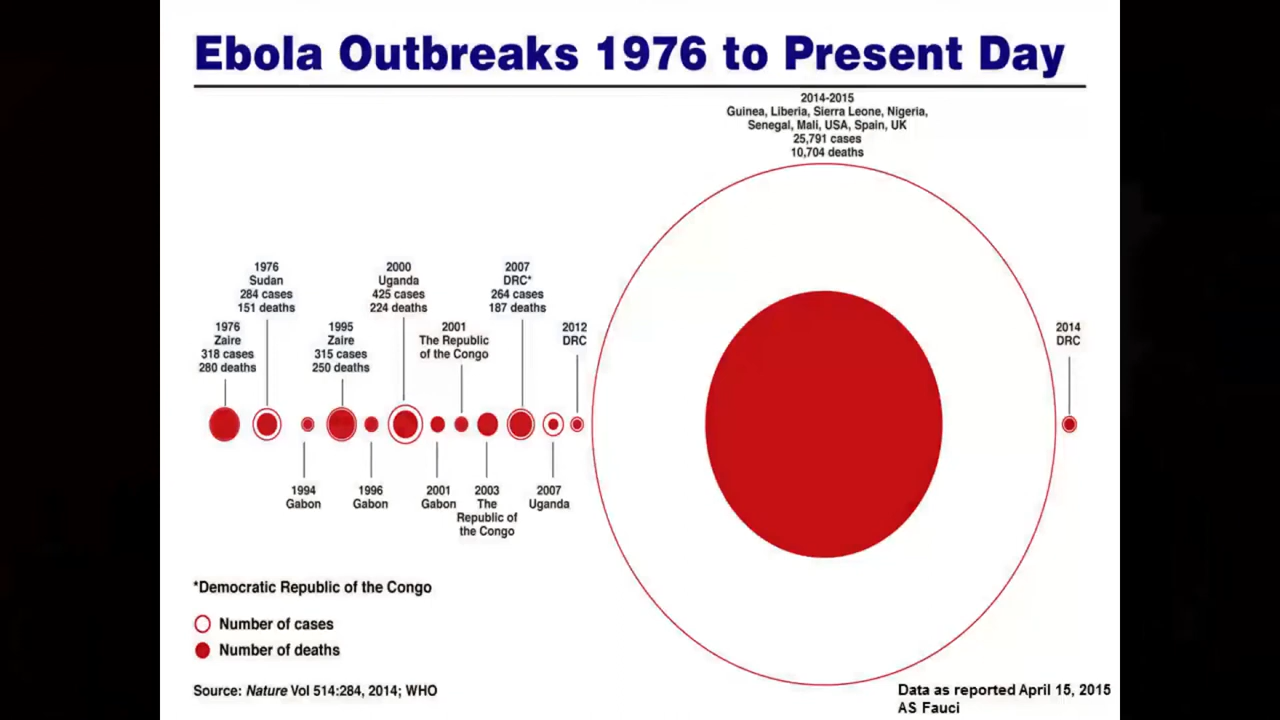 Ebola Outbreaks 1976 to Present Day
2014-2015
Guinea, Liberia, Sierra Leone, Nigeria,
Senegal, Mali, USA, Spain, UK
25,791 cases
10,704 deaths
1976
Zaire
318 cases
280 deaths
1976
Sudan
284 cases
151 deaths
1994
Gabon
1995
Zaire
315 cases
250 deaths
1996
Gabon
2000
Uganda
425 cases
224 deaths
2001
Gabon
2001
The Republic
of the Congo
2003
The
Republic of
the Congo
2007
DRC*
264 cases
187 deaths
2007
Uganda
2012
DRC
2014
DRC
*Democratic Republic of the Congo
Number of cases
Number of deaths
Source: Nature Vol 514:284, 2014; WHO
Data as reported April 15, 2015
AS Fauci